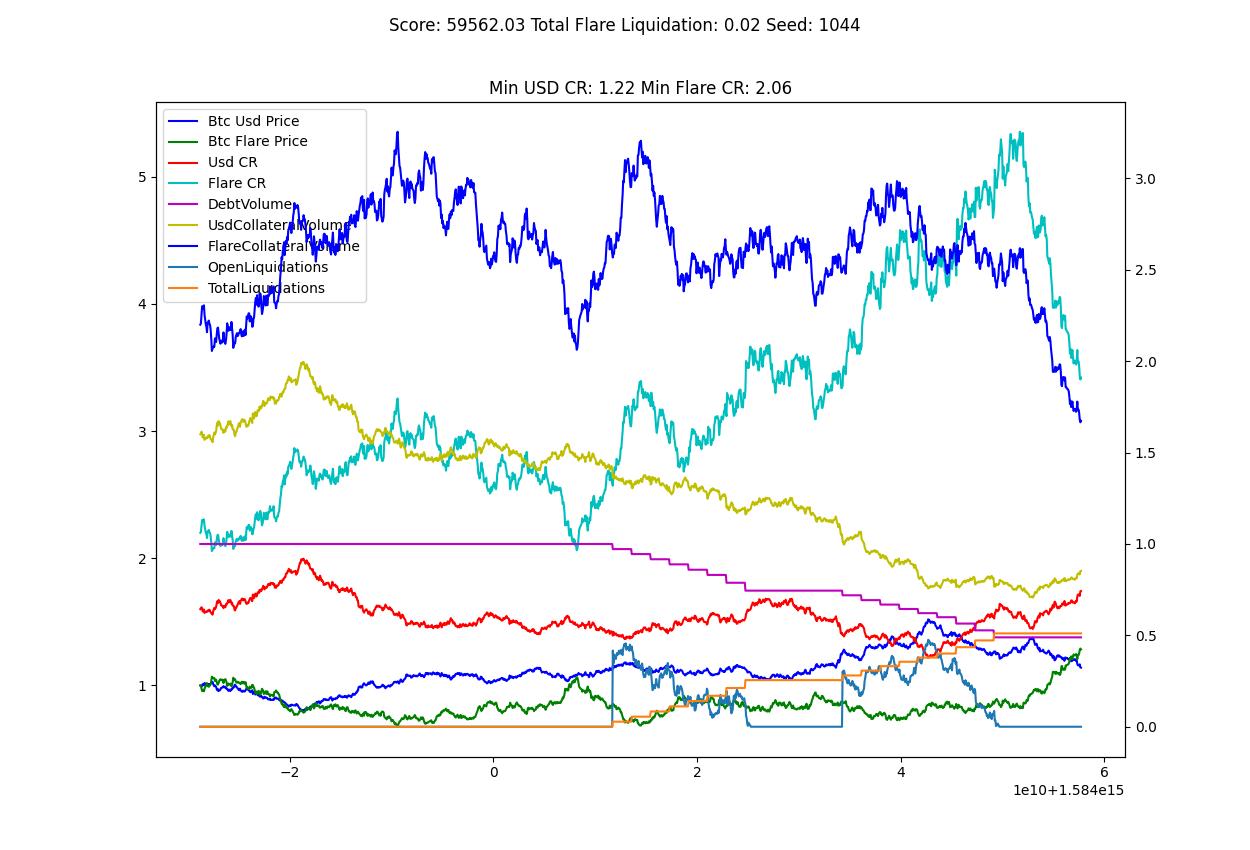 Score: 59562.03 Total Flare Liquidation: 0.02 Seed: 1044
Min USD CR: 1.22 Min Flare CR: 2.06
Btc Usd Price
Btc Flare Price
Usd CR
Flare CR
DebtVolume
UsdCollateralVolume
FlareCollateralVolume
OpenLiquidations
TotalLiquidations
5
4
3
2
1
3.0
2.5
2.0
1.5
1.0
0.5
0.0
−2
0
2
4
6
1e10+1.584e15